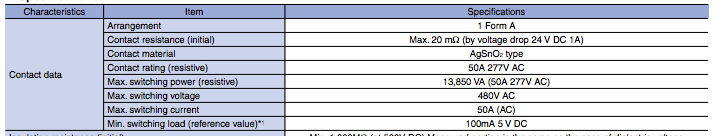 Characteristics Item Specifications
Contact data
Arrangement 1 Form A
Contact resistance (initial) Max. 20 mΩ (by voltage drop 24 V DC 1A)
Contact material AgSnO₂ type
Contact rating (resistive) 50A 277V AC
Max. switching power (resistive) 13,850 VA (50A 277V AC)
Max. switching voltage 480V AC
Max. switching current 50A (AC)
Min. switching load (reference value)*¹ 100mA 5 V DC